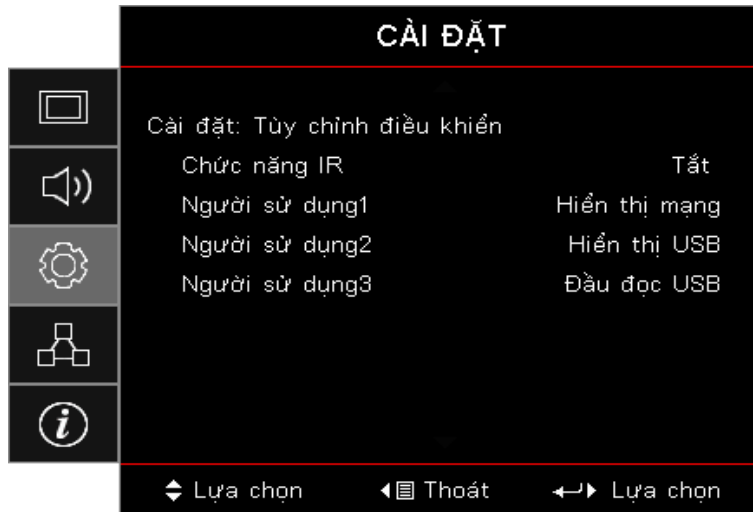 CÀI ĐẶT
Cài đặt: Tùy chỉnh điều khiển
Chức năng IR Tắt
Người sử dụng1 Hiển thị mạng
Người sử dụng2 Hiển thị USB
Người sử dụng3 Đầu đọc USB
Lựa chọn Thoát Lựa chọn